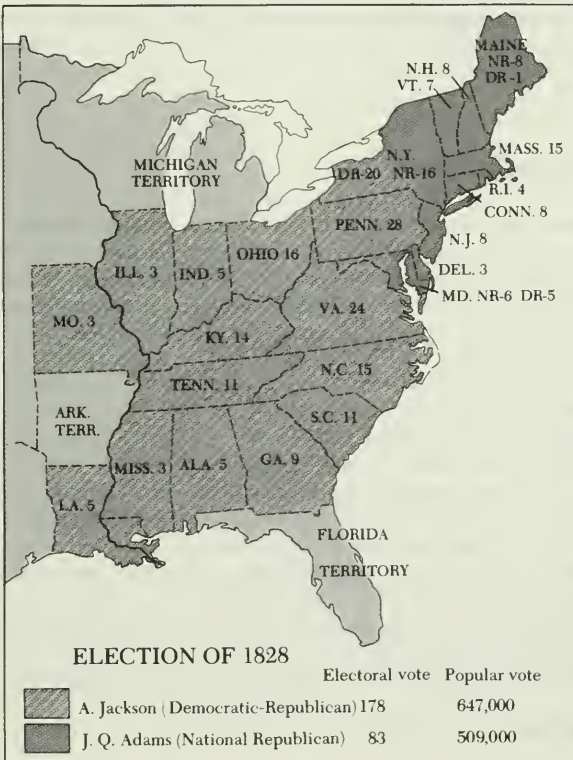 MAINE
NR-8
DR-1
N.H. 8
VT. 7
MASS. 15
N.Y.
DR-20 NR-16
R.I. 4
CONN. 8
MICHIGAN
TERRITORY
PENN. 28
N.J. 8
OHIO 16
DEL. 3
ILL. 3
IND. 5
MD. NR-6 DR-5
MO. 3
VA. 24
KY. 14
N.C. 15
TENN. 11
ARK.
TERR.
S.C. 11
MISS. 3
ALA. 5
GA. 9
LA. 5
FLORIDA
TERRITORY
ELECTION OF 1828
Electoral vote Popular vote
A. Jackson (Democratic-Republican) 178 647,000
J. Q. Adams (National Republican) 83 509,000